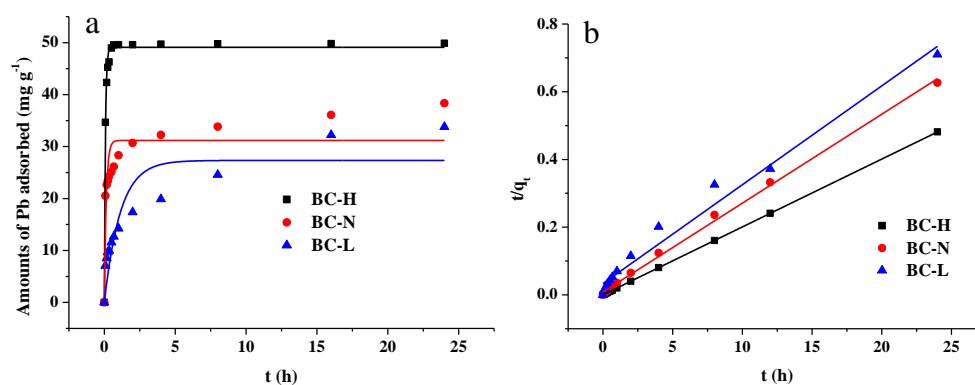 a
Amounts of Pb adsorbed (mg g⁻¹)
50
40
30
20
10
0
BC-H
BC-N
BC-L
0 5 10 15 20 25
t (h)
b
t/qₜ
0.8
0.6
0.4
0.2
0.0
BC-H
BC-N
BC-L
0 5 10 15 20 25
t (h)